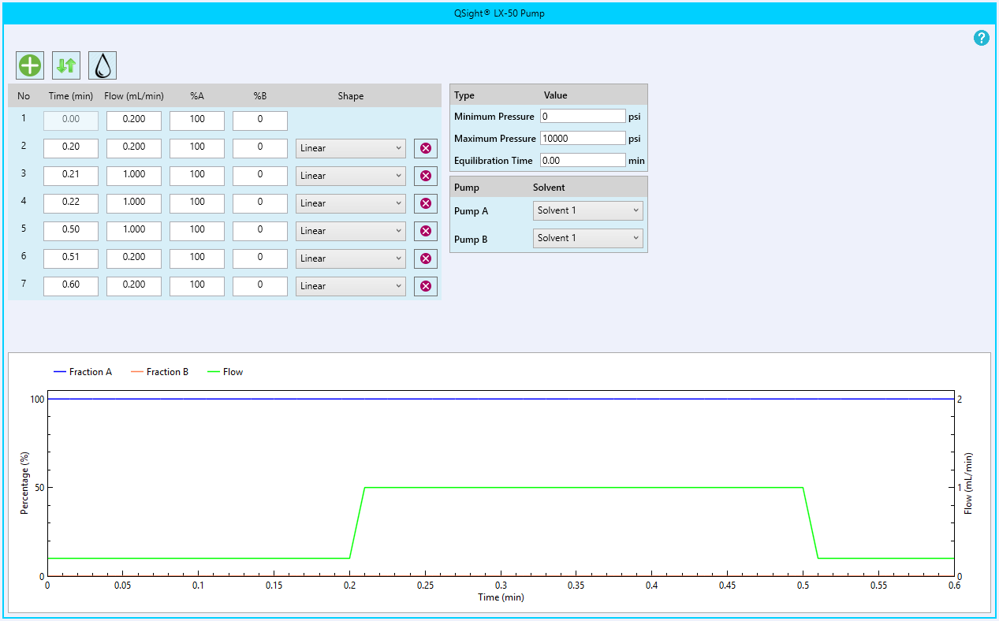 QSight® LX-50 Pump
?
No Time (min) Flow (mL/min) %A %B Shape
1 0.00 0.200 100 0
2 0.20 0.200 100 0 Linear
3 0.21 1.000 100 0 Linear
4 0.22 1.000 100 0 Linear
5 0.50 1.000 100 0 Linear
6 0.51 0.200 100 0 Linear
7 0.60 0.200 100 0 Linear
Type Value
Minimum Pressure 0 psi
Maximum Pressure 10000 psi
Equilibration Time 0.00 min
Pump Solvent
Pump A Solvent 1
Pump B Solvent 1
Fraction A Fraction B Flow
100 2
Percentage (%)
50 1
Flow (mL/min)
0 0
0 0.05 0.1 0.15 0.2 0.25 0.3 0.35 0.4 0.45 0.5 0.55 0.6
Time (min)